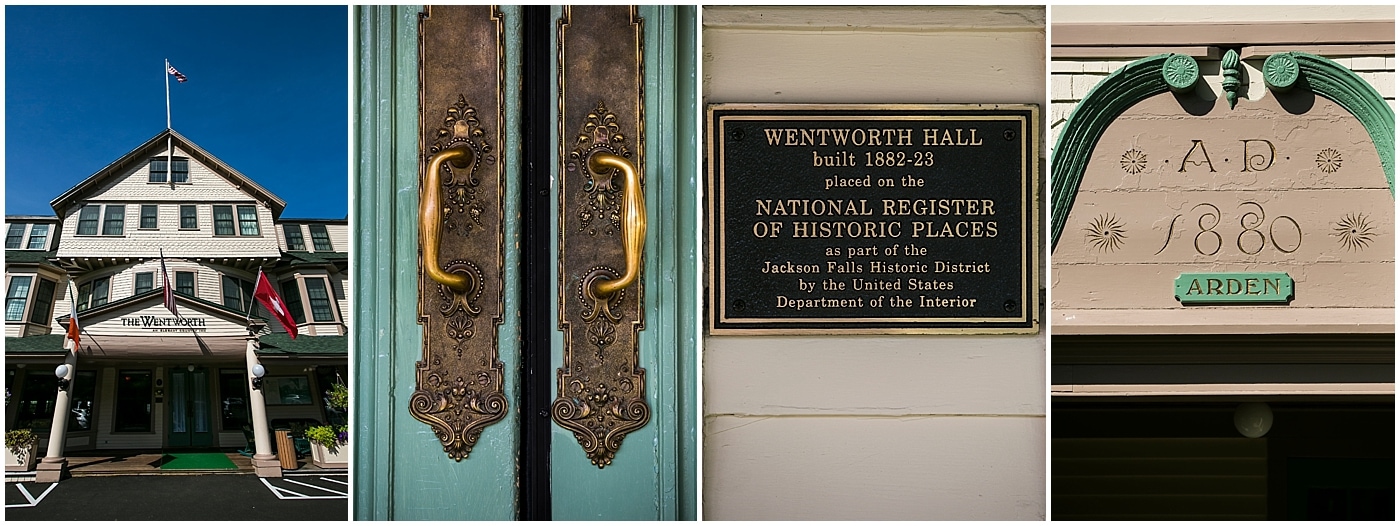 THE WENTWORTH
WENTWORTH HALL
built 1882-23
placed on the
NATIONAL REGISTER
OF HISTORIC PLACES
as part of the
Jackson Falls Historic District
by the United States
Department of the Interior
· A · D ·
1880
ARDEN